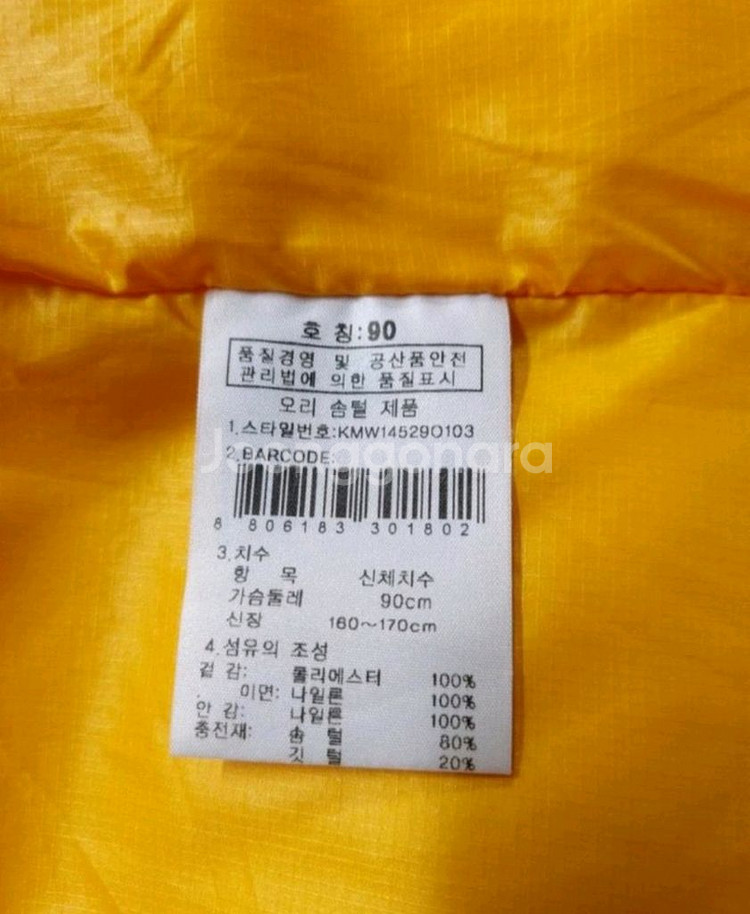 호 칭:90
품질경영 및 공산품안전
관리법에 의한 품질표시
오리 솜털 제품
1.스타일번호:KMW145290103
2.BARCODE:
Joonggonara
8 806183 301802
3.치수
항 목 신체치수
가슴둘레 90cm
신장 160~170cm
4.섬유의 조성
겉 감: 폴리에스터 100%
. 이면: 나일론 100%
안 감: 나일론 100%
충전재: 솜 털 80%
깃 털 20%